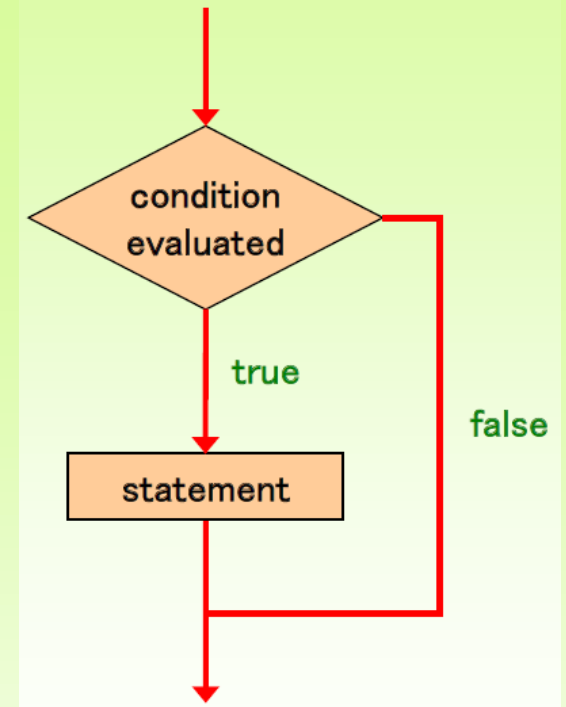 condition
evaluated
true
false
statement